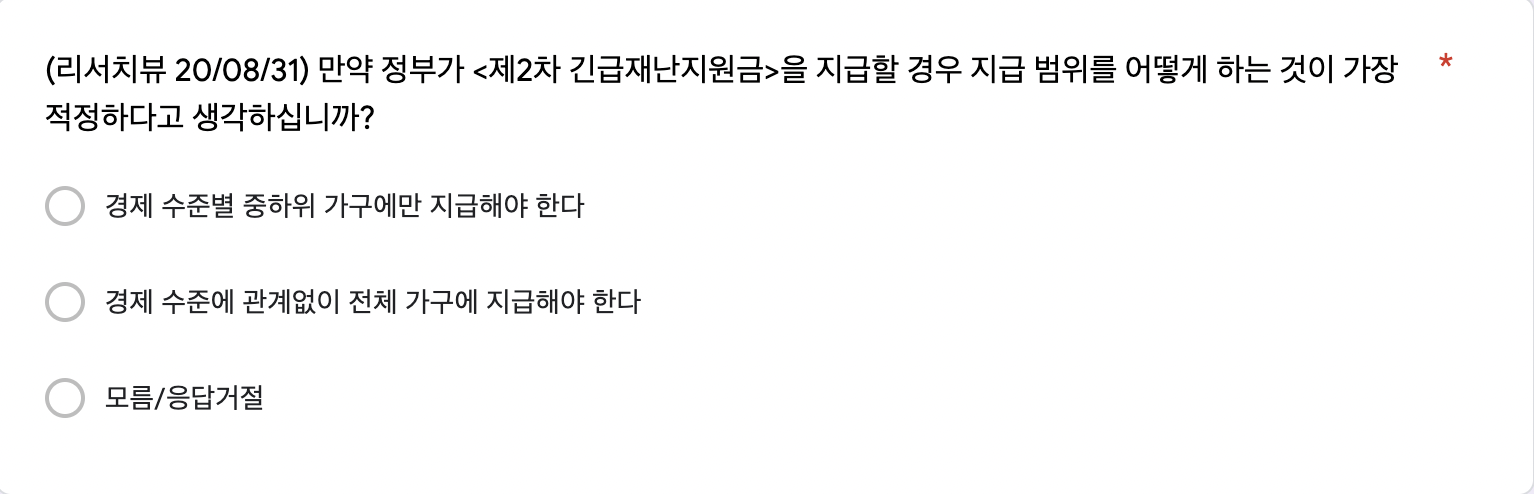 (리서치뷰 20/08/31) 만약 정부가 <제2차 긴급재난지원금>을 지급할 경우 지급 범위를 어떻게 하는 것이 가장 *
적정하다고 생각하십니까?
경제 수준별 중하위 가구에만 지급해야 한다
경제 수준에 관계없이 전체 가구에 지급해야 한다
모름/응답거절